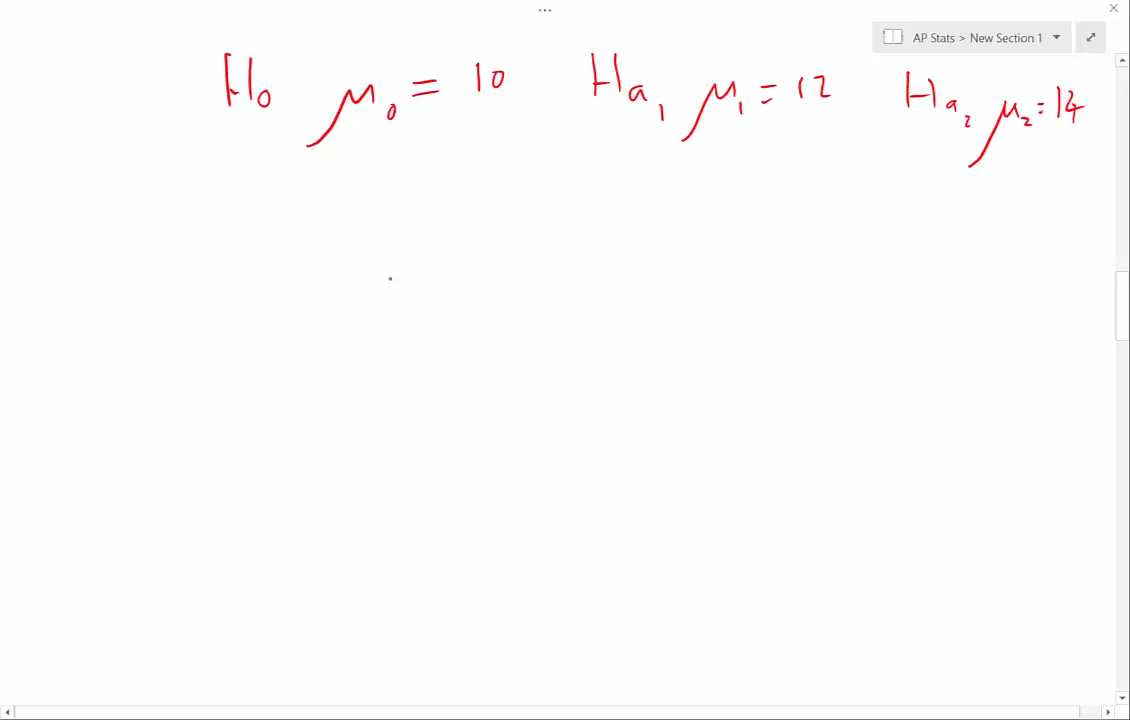 AP Stats > New Section 1
H₀ μ₀ = 10 Hₐ₁ μ₁ = 12 Hₐ₂ μ₂ = 14